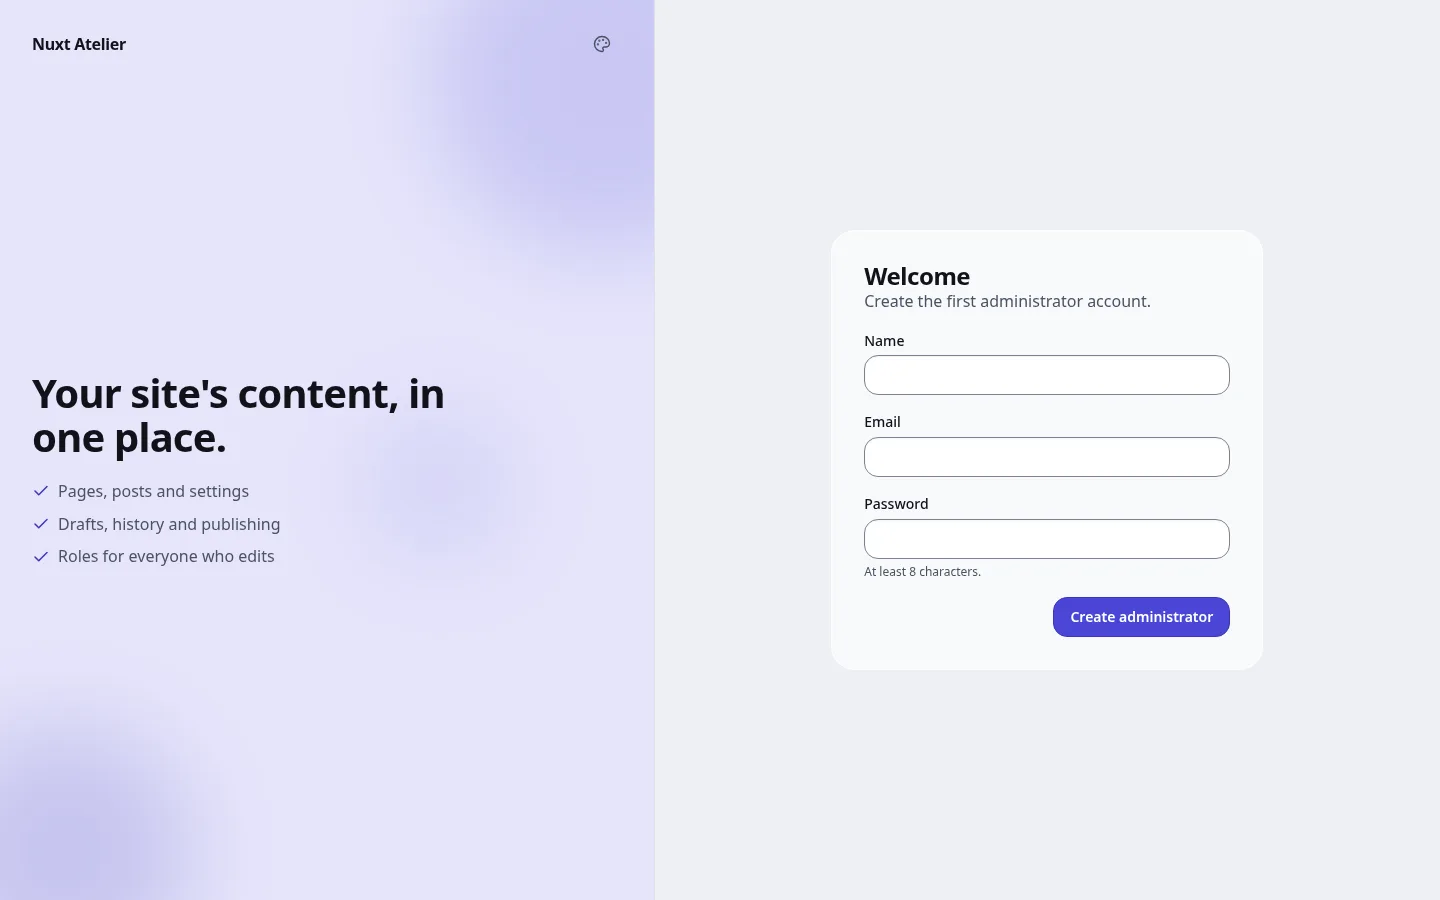 Nuxt Atelier
Your site's content, in
one place.
Pages, posts and settings
Drafts, history and publishing
Roles for everyone who edits
Welcome
Create the first administrator account.
Name
Email
Password
At least 8 characters.
Create administrator